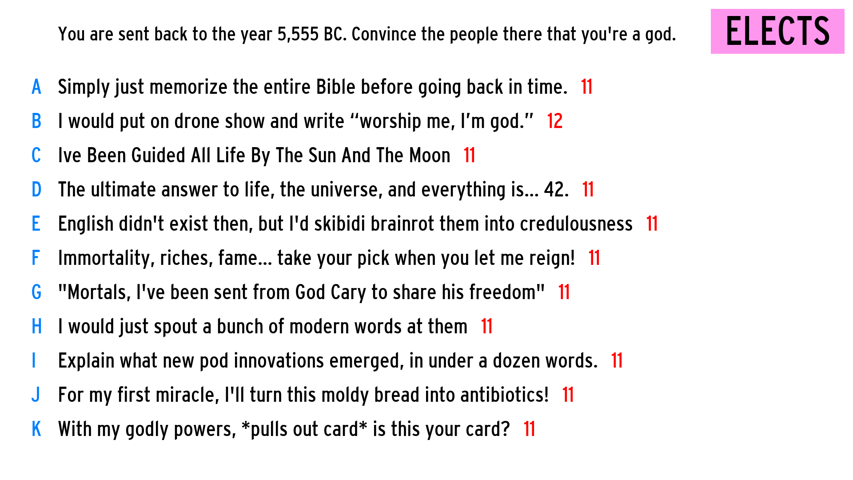 You are sent back to the year 5,555 BC. Convince the people there that you're a god.
ELECTS
A Simply just memorize the entire Bible before going back in time. 11
B I would put on drone show and write “worship me, I’m god.” 12
C Ive Been Guided All Life By The Sun And The Moon 11
D The ultimate answer to life, the universe, and everything is... 42. 11
E English didn't exist then, but I'd skibidi brainrot them into credulousness 11
F Immortality, riches, fame... take your pick when you let me reign! 11
G "Mortals, I've been sent from God Cary to share his freedom" 11
H I would just spout a bunch of modern words at them 11
I Explain what new pod innovations emerged, in under a dozen words. 11
J For my first miracle, I'll turn this moldy bread into antibiotics! 11
K With my godly powers, *pulls out card* is this your card? 11